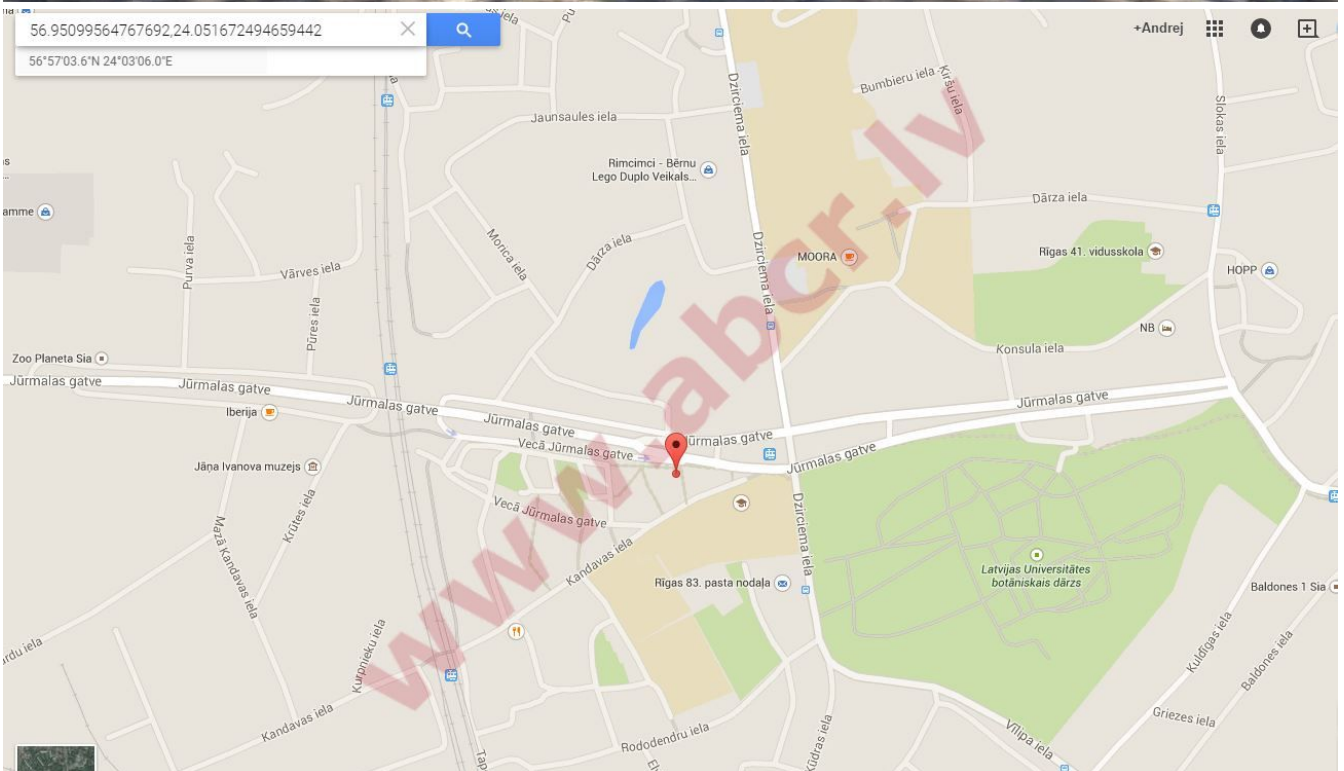 56.95099564767692,24.051672494659442
56°57'03.6"N 24°03'06.0"E
+Andrej
Bumbieru iela
Ķiršu iela
Dzirciema iela
Slokas iela
Jaunsaules iela
Rimcimci - Bērnu
Lego Duplo Veikals...
Dārza iela
Purva iela
Vārves iela
Morica iela
Dārza iela
Dzirciema iela
MOORA
Rīgas 41. vidusskola
HOPP
Pūres iela
NB
Konsula iela
Zoo Planeta Sia
Jūrmalas gatve
Jūrmalas gatve
Iberija
Jūrmalas gatve
Jūrmalas gatve
Jūrmalas gatve
Jūrmalas gatve
Vecā Jūrmalas gatve
Jūrmalas gatve
Jāņa Ivanova muzejs
Krūtes iela
Vecā Jūrmalas gatve
Dzirciema iela
Mazā Kandavas iela
Kandavas iela
Rīgas 83. pasta nodaļa
Latvijas Universitātes
botāniskais dārzs
Baldones 1 Sia
Kurpnieku iela
Kuldīgas iela
Baldones iela
Kandavas iela
Rododendru iela
Vīlipa iela
Griezes iela
www.abcr.lv